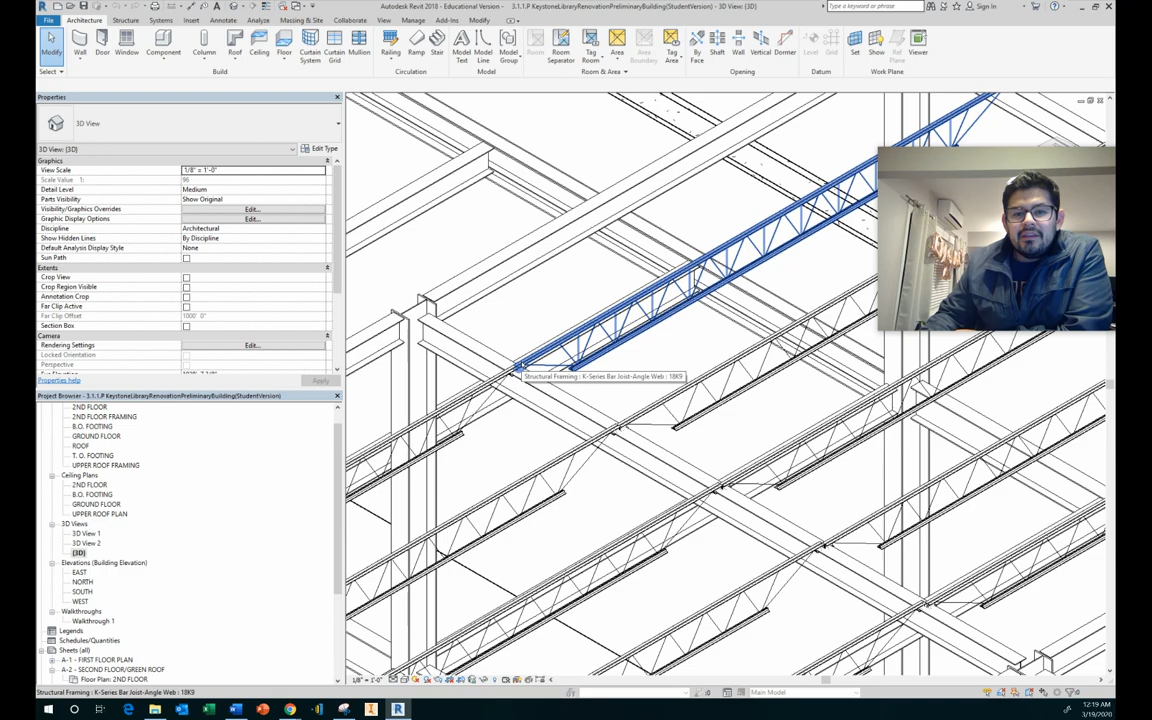 Autodesk Revit 2018 - Educational Version - 3.1.1.P KeystoneLibraryRenovationPreliminaryBuilding(StudentVersion) - 3D View: {3D}
Type a keyword or phrase
Sign In
File Architecture Structure Systems Insert Annotate Analyze Massing & Site Collaborate View Manage Add-Ins Modify
Modify Wall Door Window Component Column Roof Ceiling Floor Curtain System Curtain Grid Mullion Railing Ramp Stair Model Text Model Line Model Group Room Room Separator Tag Room Area Area Boundary Tag Area By Face Shaft Wall Vertical Dormer Level Grid Set Show Ref Plane Viewer
Select Build Circulation Model Room & Area Opening Datum Work Plane
Properties
3D View
3D View: {3D} Edit Type
Graphics
View Scale 1/8" = 1'-0"
Scale Value 1: 96
Detail Level Medium
Parts Visibility Show Original
Visibility/Graphics Overrides Edit...
Graphic Display Options Edit...
Discipline Architectural
Show Hidden Lines By Discipline
Default Analysis Display Style None
Sun Path
Extents
Crop View
Crop Region Visible
Annotation Crop
Far Clip Active
Far Clip Offset 1000' 0"
Section Box
Camera
Rendering Settings Edit...
Locked Orientation
Perspective
Properties help Apply
Project Browser - 3.1.1.P KeystoneLibraryRenovationPreliminaryBuilding(StudentVersion)
2ND FLOOR
2ND FLOOR FRAMING
B.O. FOOTING
GROUND FLOOR
ROOF
T. O. FOOTING
UPPER ROOF FRAMING
Ceiling Plans
2ND FLOOR
B.O. FOOTING
GROUND FLOOR
UPPER ROOF PLAN
3D Views
3D View 1
3D View 2
{3D}
Elevations (Building Elevation)
EAST
NORTH
SOUTH
WEST
Walkthroughs
Walkthrough 1
Legends
Schedules/Quantities
Sheets (all)
A-1 - FIRST FLOOR PLAN
A-2 - SECOND FLOOR/GREEN ROOF
Floor Plan: 2ND FLOOR
Structural Framing : K-Series Bar Joist-Angle Web : 18K9
1/8" = 1'-0"
Structural Framing : K-Series Bar Joist-Angle Web : 18K9
:0
Main Model
:0
12:19 AM
3/19/2020